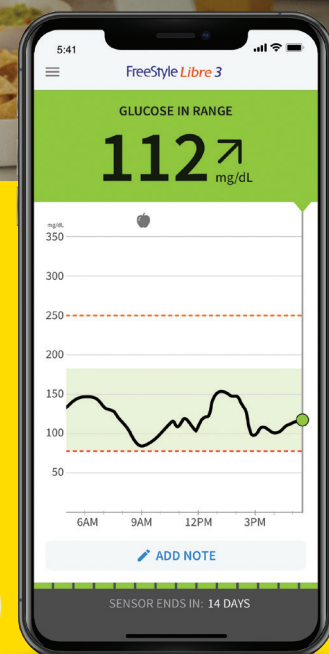 5:41
FreeStyle Libre 3
GLUCOSE IN RANGE
112
mg/dL
mg/dL
350
300
250
200
150
100
50
6AM 9AM 12PM 3PM
ADD NOTE
SENSOR ENDS IN: 14 DAYS